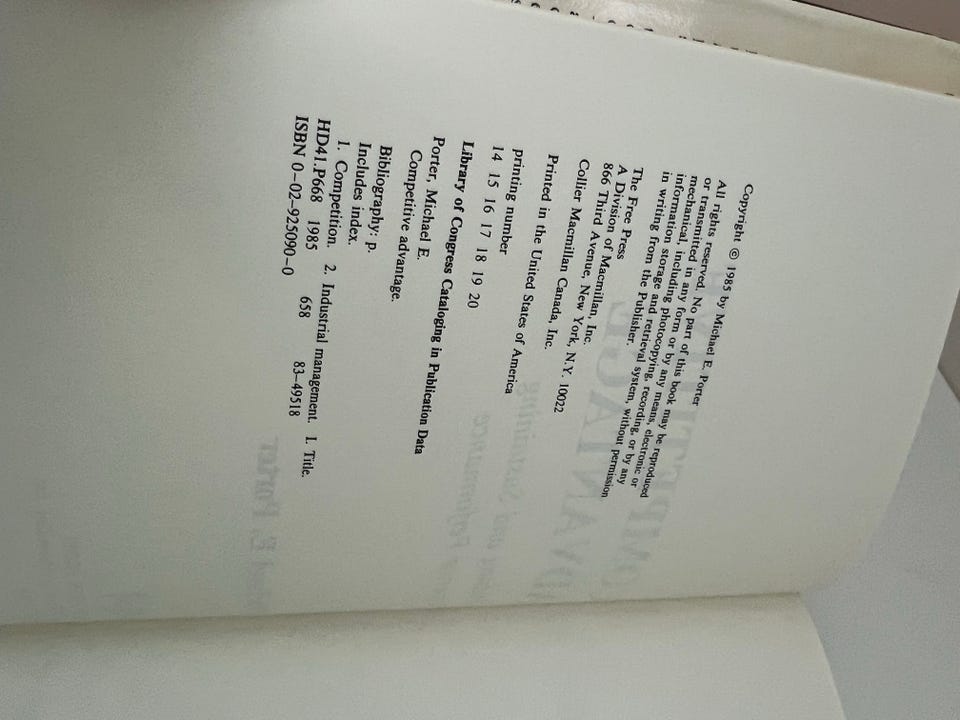 Copyright © 1985 by Michael E. Porter
All rights reserved. No part of this book may be reproduced
or transmitted in any form or by any means, electronic or
mechanical, including photocopying, recording, or by any
information storage and retrieval system, without permission
in writing from the Publisher.
The Free Press
A Division of Macmillan, Inc.
866 Third Avenue, New York, N.Y. 10022
Collier Macmillan Canada, Inc.
Printed in the United States of America
printing number
14 15 16 17 18 19 20
Library of Congress Cataloging in Publication Data
Porter, Michael E.
Competitive advantage.
Bibliography: p.
Includes index.
1. Competition. 2. Industrial management. I. Title.
HD41.P668 1985 658 83-49518
ISBN 0-02-925090-0